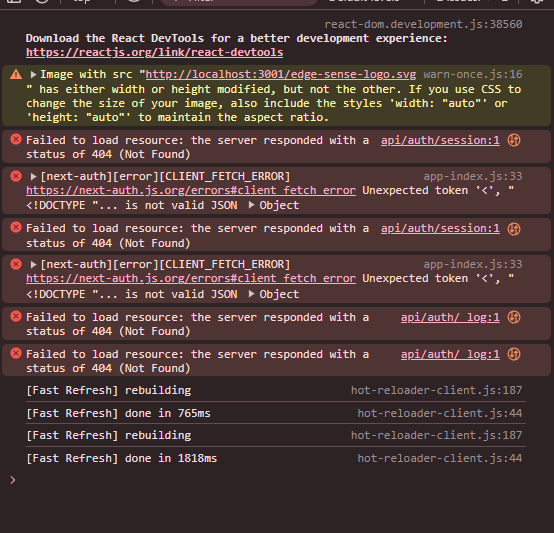 react-dom.development.js:38560
Download the React DevTools for a better development experience:
https://reactjs.org/link/react-devtools
Image with src "http://localhost:3001/edge-sense-logo.svg warn-once.js:16
" has either width or height modified, but not the other. If you use CSS to
change the size of your image, also include the styles 'width: "auto"' or
'height: "auto"' to maintain the aspect ratio.
Failed to load resource: the server responded with a api/auth/session:1
status of 404 (Not Found)
[next-auth][error][CLIENT_FETCH_ERROR] app-index.js:33
https://next-auth.js.org/errors#client_fetch_error Unexpected token '<', "
<!DOCTYPE "... is not valid JSON Object
Failed to load resource: the server responded with a api/auth/session:1
status of 404 (Not Found)
[next-auth][error][CLIENT_FETCH_ERROR] app-index.js:33
https://next-auth.js.org/errors#client_fetch_error Unexpected token '<', "
<!DOCTYPE "... is not valid JSON Object
Failed to load resource: the server responded with a api/auth/_log:1
status of 404 (Not Found)
Failed to load resource: the server responded with a api/auth/_log:1
status of 404 (Not Found)
[Fast Refresh] rebuilding hot-reloader-client.js:187
[Fast Refresh] done in 765ms hot-reloader-client.js:44
[Fast Refresh] rebuilding hot-reloader-client.js:187
[Fast Refresh] done in 1818ms hot-reloader-client.js:44